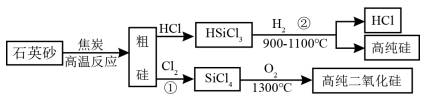 石英砂
焦炭
高温反应
粗硅
HCl
HSiCl₃
H₂ ②
900-1100℃
HCl
高纯硅
Cl₂
①
SiCl₄
O₂
1300℃
高纯二氧化硅